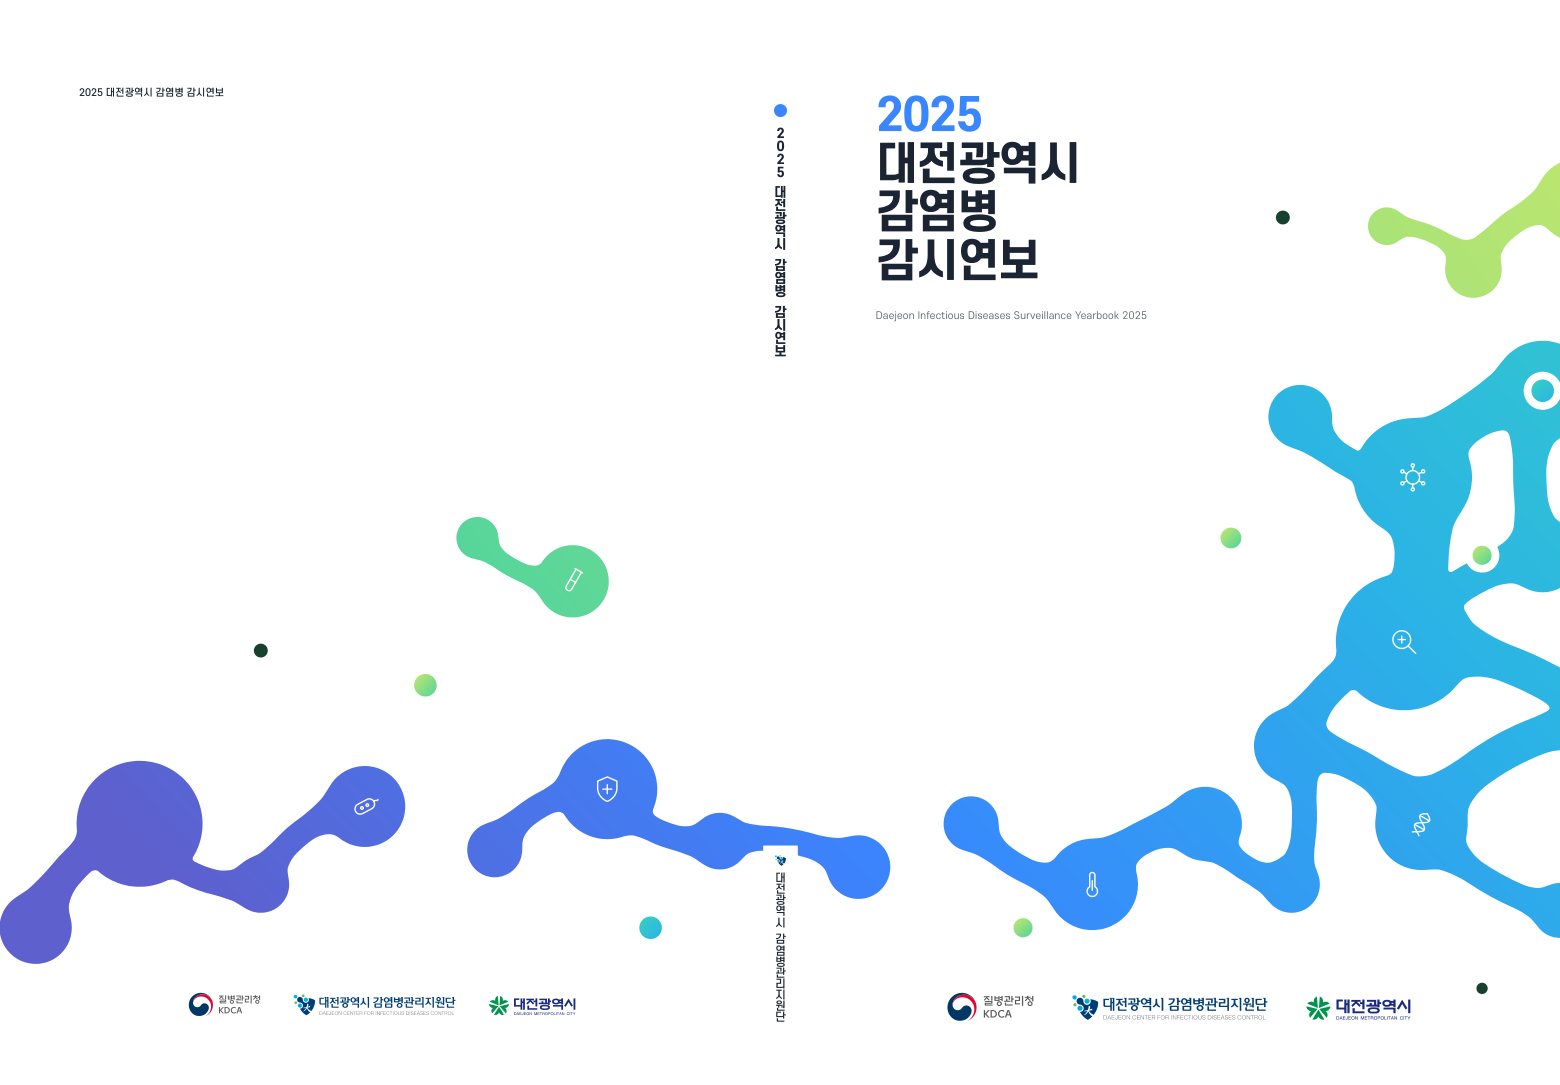 2025 대전광역시 감염병 감시연보
2025 대전광역시 감염병 감시연보
2025
대전광역시
감염병
감시연보
Daejeon Infectious Diseases Surveillance Yearbook 2025
대전광역시 감염병관리지원단
질병관리청
KDCA
대전광역시 감염병관리지원단
DAEJEON CENTER FOR INFECTIOUS DISEASES CONTROL
대전광역시
DAEJEON METROPOLITAN CITY
질병관리청
KDCA
대전광역시 감염병관리지원단
DAEJEON CENTER FOR INFECTIOUS DISEASES CONTROL
대전광역시
DAEJEON METROPOLITAN CITY